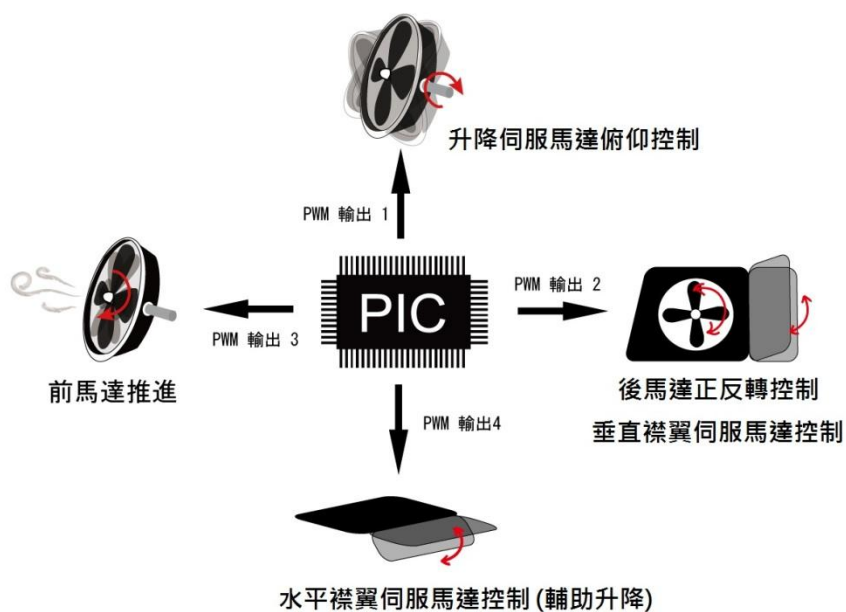 升降伺服馬達俯仰控制
PWM 輸出 1
PWM 輸出 2
PIC
PWM 輸出 3
前馬達推進
後馬達正反轉控制
垂直襟翼伺服馬達控制
PWM 輸出4
水平襟翼伺服馬達控制(輔助升降)